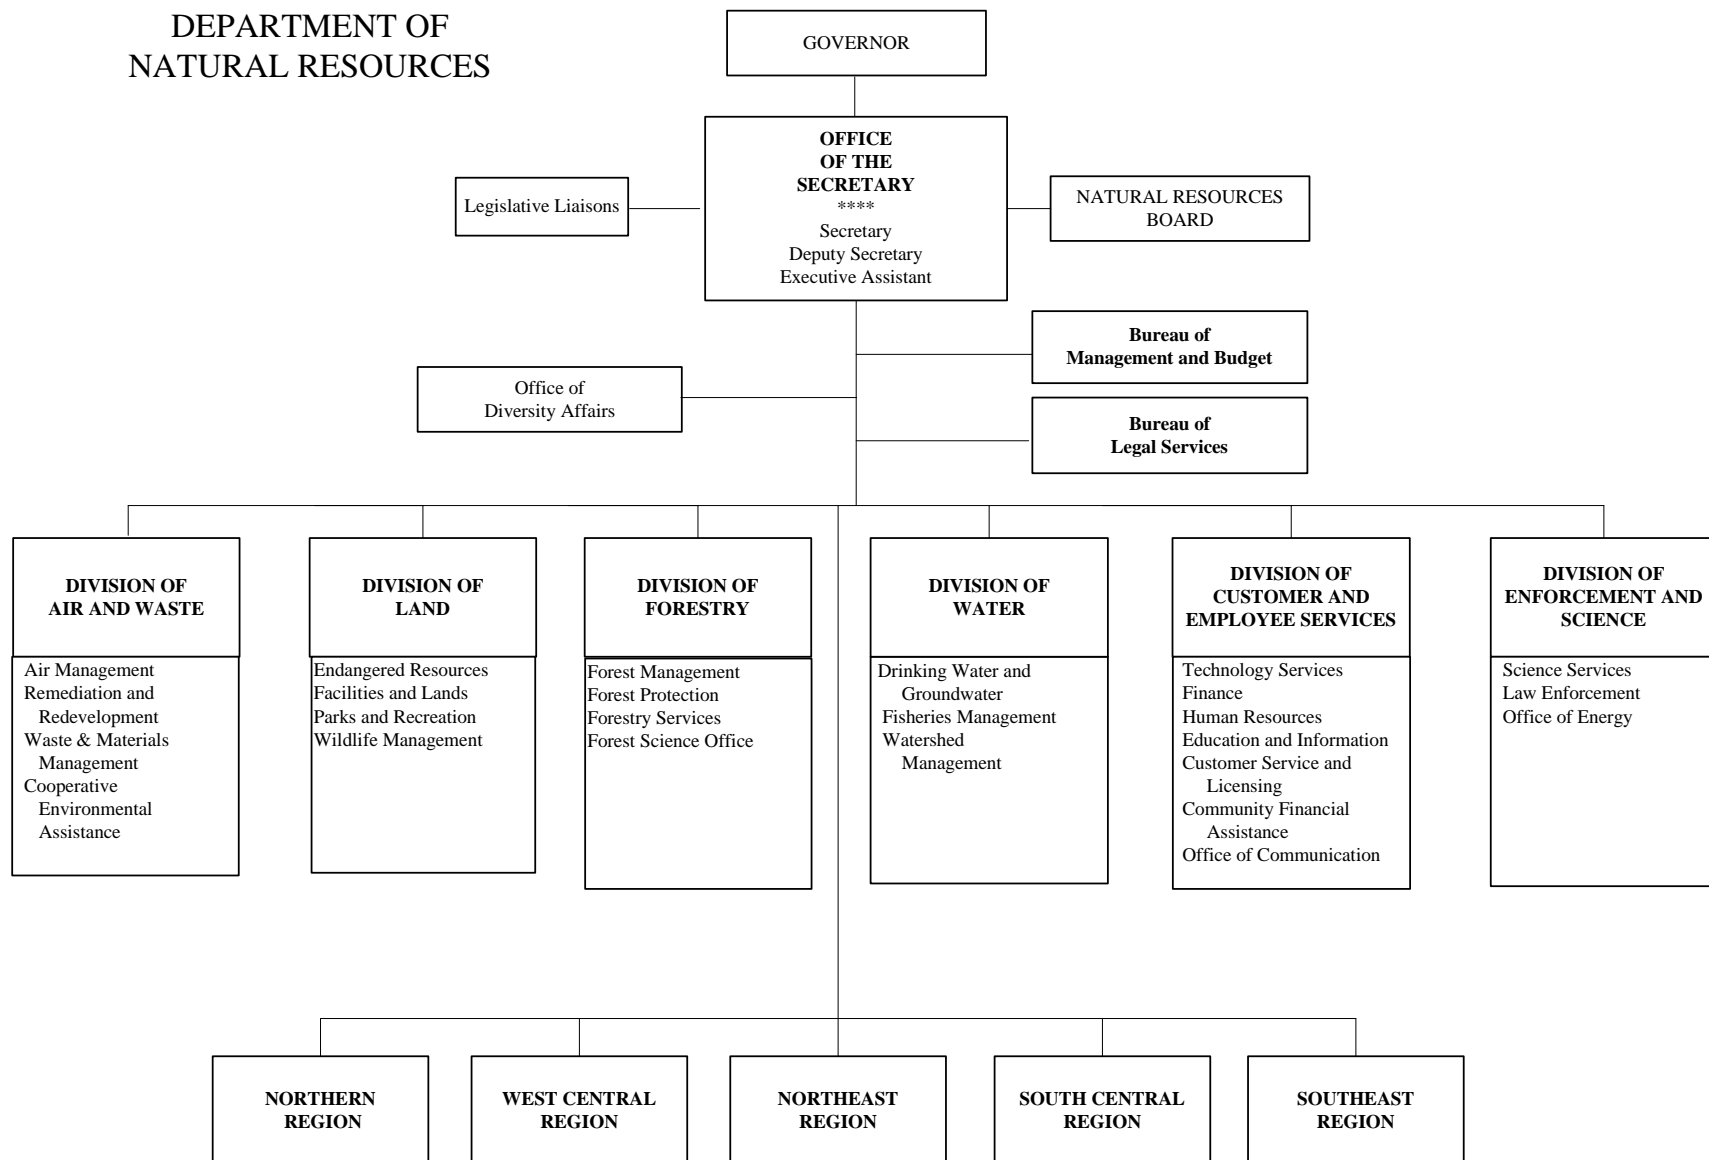 DEPARTMENT OF
NATURAL RESOURCES
GOVERNOR
OFFICE
OF THE
SECRETARY
****
Secretary
Deputy Secretary
Executive Assistant
Legislative Liaisons
NATURAL RESOURCES
BOARD
Bureau of
Management and Budget
Office of
Diversity Affairs
Bureau of
Legal Services
DIVISION OF
AIR AND WASTE
Air Management
Remediation and
Redevelopment
Waste & Materials
Management
Cooperative
Environmental
Assistance
DIVISION OF
LAND
Endangered Resources
Facilities and Lands
Parks and Recreation
Wildlife Management
DIVISION OF
FORESTRY
Forest Management
Forest Protection
Forestry Services
Forest Science Office
DIVISION OF
WATER
Drinking Water and
Groundwater
Fisheries Management
Watershed
Management
DIVISION OF
CUSTOMER AND
EMPLOYEE SERVICES
Technology Services
Finance
Human Resources
Education and Information
Customer Service and
Licensing
Community Financial
Assistance
Office of Communication
DIVISION OF
ENFORCEMENT AND
SCIENCE
Science Services
Law Enforcement
Office of Energy
NORTHERN
REGION
WEST CENTRAL
REGION
NORTHEAST
REGION
SOUTH CENTRAL
REGION
SOUTHEAST
REGION